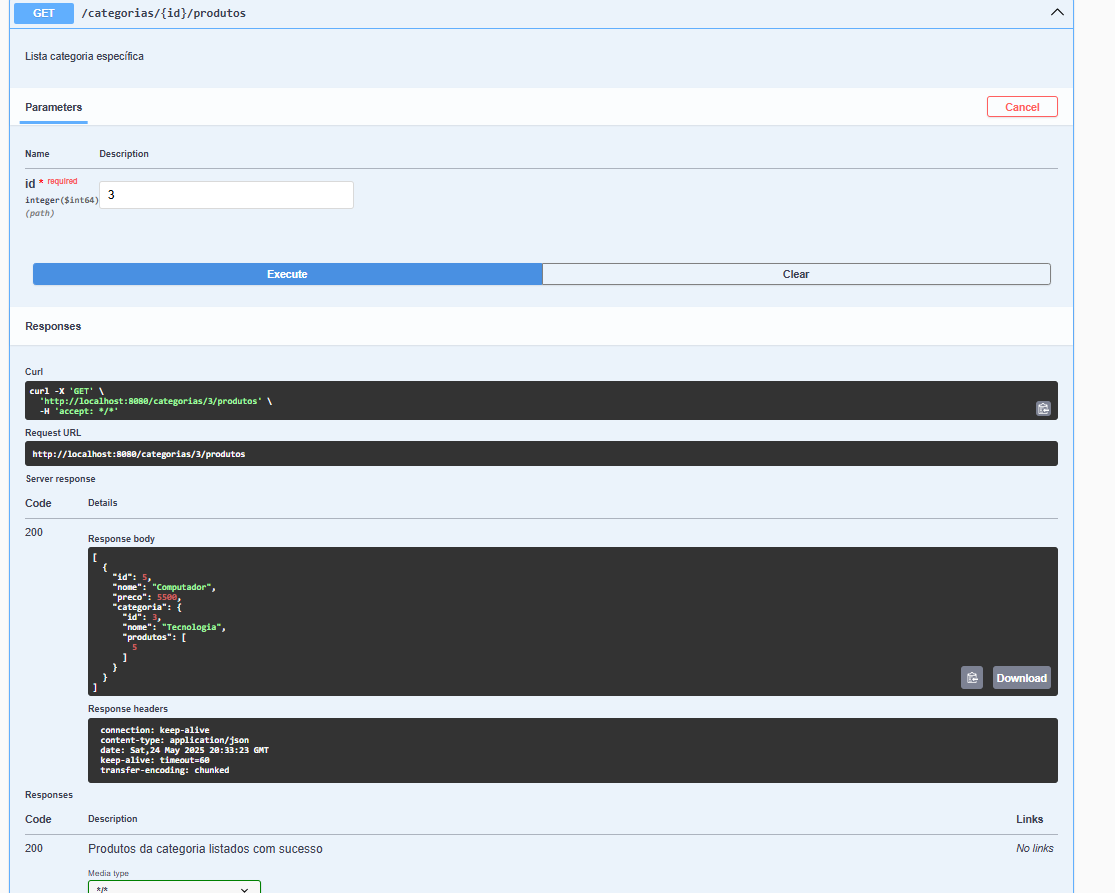 GET /categorias/{id}/produtos
Lista categoria específica
Parameters
Cancel
Name Description
id * required
integer($int64)
(path)
3
Execute Clear
Responses
Curl
curl -X 'GET' \
'http://localhost:8080/categorias/3/produtos' \
-H 'accept: */*'
Request URL
http://localhost:8080/categorias/3/produtos
Server response
Code Details
200
Response body
[
{
"id": 5,
"nome": "Computador",
"preco": 5500,
"categoria": {
"id": 3,
"nome": "Tecnologia",
"produtos": [
5
]
}
}
]
Download
Response headers
connection: keep-alive
content-type: application/json
date: Sat,24 May 2025 20:33:23 GMT
keep-alive: timeout=60
transfer-encoding: chunked
Responses
Code Description Links
200 Produtos da categoria listados com sucesso No links
Media type
*/*